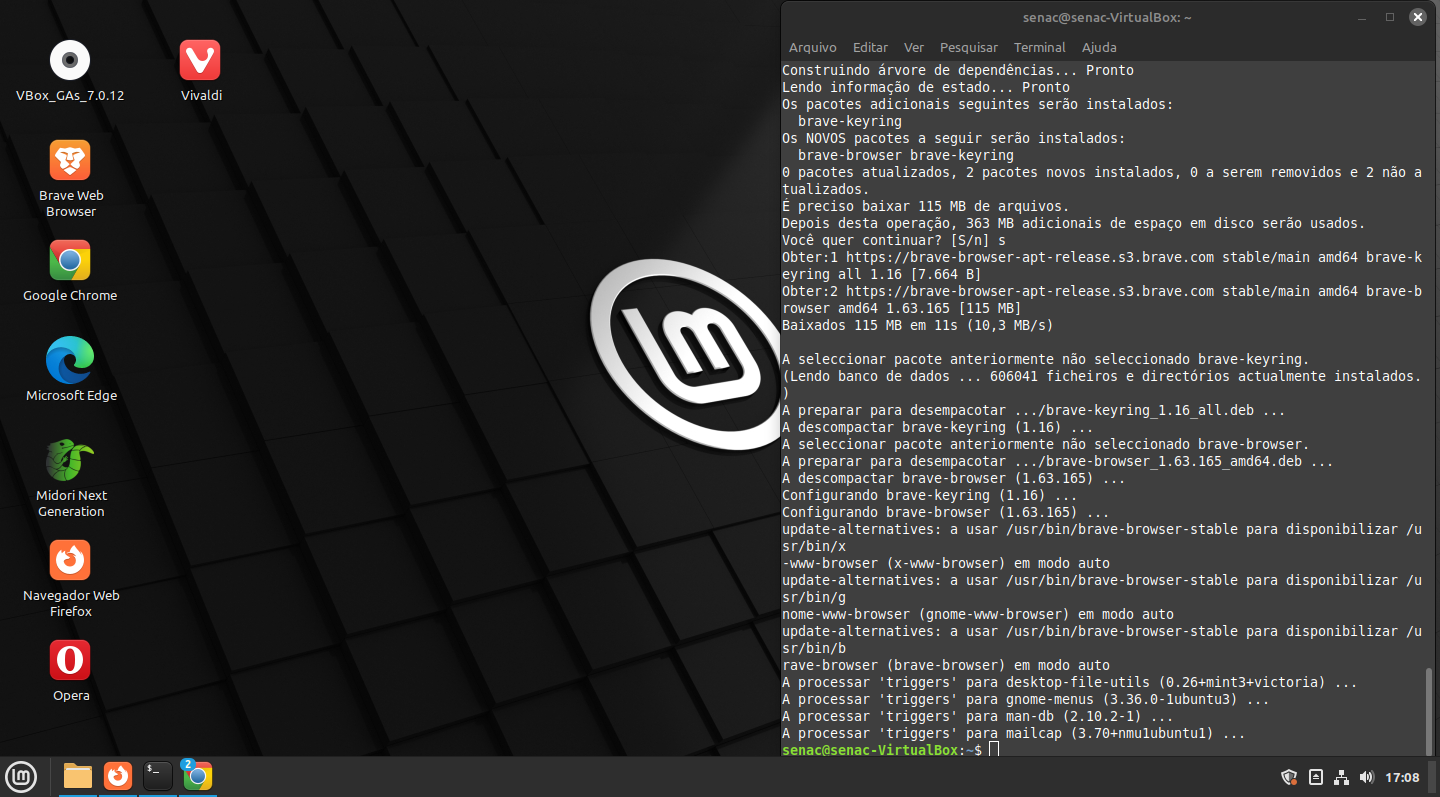 VBox_GAs_7.0.12
Vivaldi
Brave Web
Browser
Google Chrome
Microsoft Edge
Midori Next
Generation
Navegador Web
Firefox
Opera
senac@senac-VirtualBox: ~
Arquivo Editar Ver Pesquisar Terminal Ajuda
Construindo árvore de dependências... Pronto
Lendo informação de estado... Pronto
Os pacotes adicionais seguintes serão instalados:
  brave-keyring
Os NOVOS pacotes a seguir serão instalados:
  brave-browser brave-keyring
0 pacotes atualizados, 2 pacotes novos instalados, 0 a serem removidos e 2 não a
tualizados.
É preciso baixar 115 MB de arquivos.
Depois desta operação, 363 MB adicionais de espaço em disco serão usados.
Você quer continuar? [S/n] s
Obter:1 https://brave-browser-apt-release.s3.brave.com stable/main amd64 brave-k
eyring all 1.16 [7.664 B]
Obter:2 https://brave-browser-apt-release.s3.brave.com stable/main amd64 brave-b
rowser amd64 1.63.165 [115 MB]
Baixados 115 MB em 11s (10,3 MB/s)
A seleccionar pacote anteriormente não seleccionado brave-keyring.
(Lendo banco de dados ... 606041 ficheiros e directórios actualmente instalados.
)
A preparar para desempacotar .../brave-keyring_1.16_all.deb ...
A descompactar brave-keyring (1.16) ...
A seleccionar pacote anteriormente não seleccionado brave-browser.
A preparar para desempacotar .../brave-browser_1.63.165_amd64.deb ...
A descompactar brave-browser (1.63.165) ...
Configurando brave-keyring (1.16) ...
Configurando brave-browser (1.63.165) ...
update-alternatives: a usar /usr/bin/brave-browser-stable para disponibilizar /u
sr/bin/x
-www-browser (x-www-browser) em modo auto
update-alternatives: a usar /usr/bin/brave-browser-stable para disponibilizar /u
sr/bin/g
nome-www-browser (gnome-www-browser) em modo auto
update-alternatives: a usar /usr/bin/brave-browser-stable para disponibilizar /u
sr/bin/b
rave-browser (brave-browser) em modo auto
A processar 'triggers' para desktop-file-utils (0.26+mint3+victoria) ...
A processar 'triggers' para gnome-menus (3.36.0-1ubuntu3) ...
A processar 'triggers' para man-db (2.10.2-1) ...
A processar 'triggers' para mailcap (3.70+nmu1ubuntu1) ...
senac@senac-VirtualBox:~$
$_
2
17:08